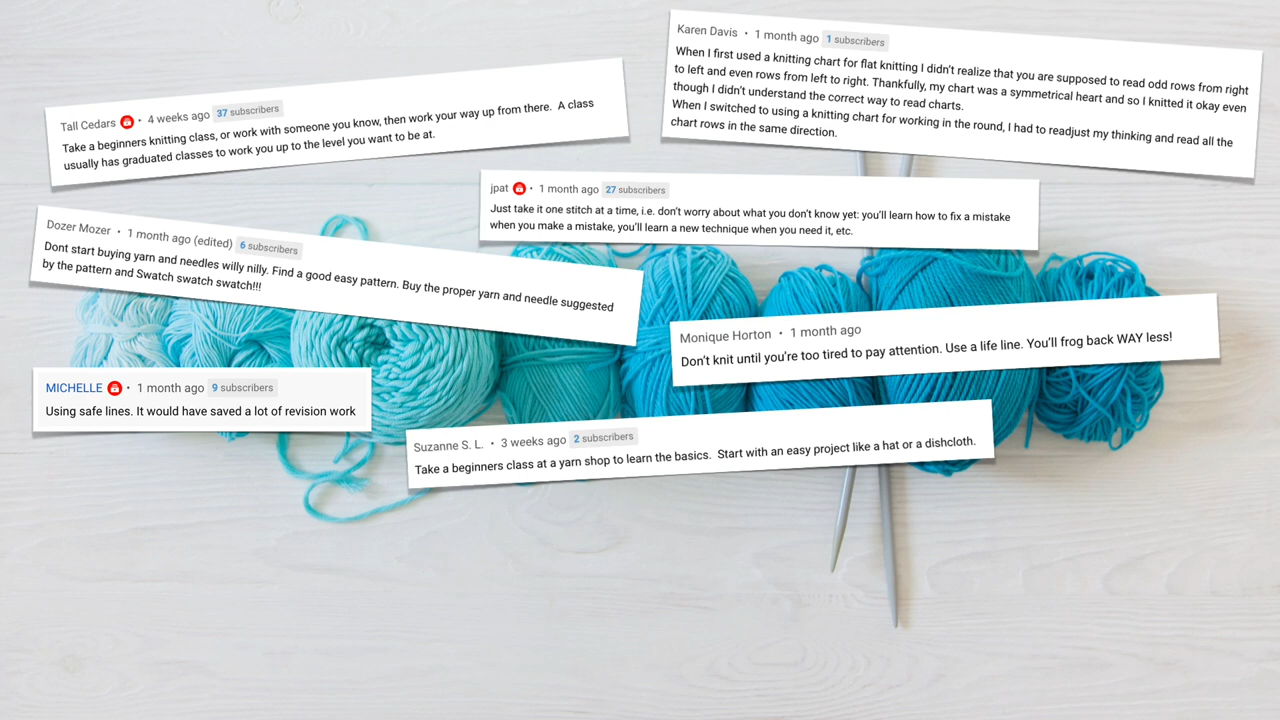 Karen Davis • 1 month ago 1 subscribers
When I first used a knitting chart for flat knitting I didn't realize that you are supposed to read odd rows from right
to left and even rows from left to right. Thankfully, my chart was a symmetrical heart and so I knitted it okay even
though I didn't understand the correct way to read charts.
When I switched to using a knitting chart for working in the round, I had to readjust my thinking and read all the
chart rows in the same direction.
Tall Cedars • 4 weeks ago 37 subscribers
Take a beginners knitting class, or work with someone you know, then work your way up from there.  A class
usually has graduated classes to work you up to the level you want to be at.
jpat • 1 month ago 27 subscribers
Just take it one stitch at a time, i.e. don't worry about what you don't know yet: you'll learn how to fix a mistake
when you make a mistake, you'll learn a new technique when you need it, etc.
Dozer Mozer • 1 month ago (edited) 6 subscribers
Dont start buying yarn and needles willy nilly. Find a good easy pattern. Buy the proper yarn and needle suggested
by the pattern and Swatch swatch swatch!!!
Monique Horton • 1 month ago
Don't knit until you're too tired to pay attention. Use a life line. You'll frog back WAY less!
MICHELLE • 1 month ago 9 subscribers
Using safe lines. It would have saved a lot of revision work
Suzanne S. L. • 3 weeks ago 2 subscribers
Take a beginners class at a yarn shop to learn the basics.  Start with an easy project like a hat or a dishcloth.